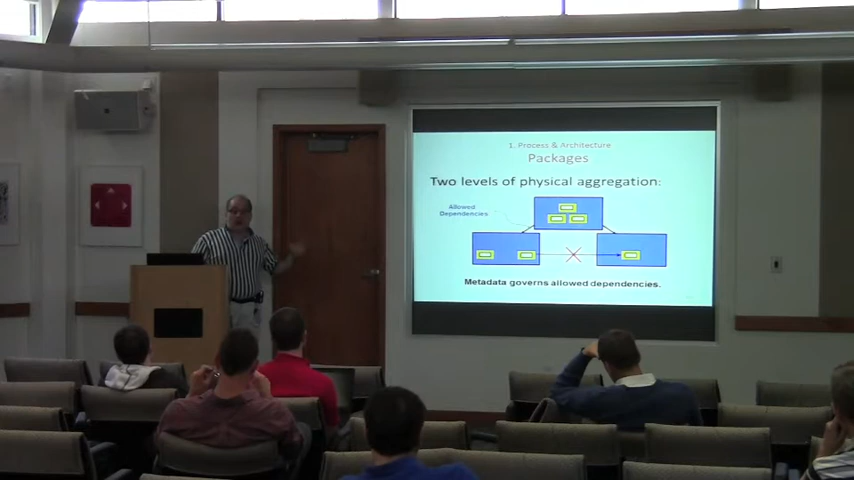 1. Process & Architecture
Packages
Two levels of physical aggregation:
Allowed
Dependencies
Metadata governs allowed dependencies.